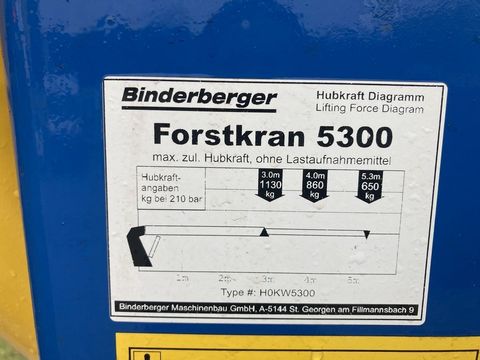 Binderberger
Hubkraft Diagramm
Lifting Force Diagram
Forstkran 5300
max. zul. Hubkraft, ohne Lastaufnahmemittel
Hubkraft-
angaben
kg bei 210 bar
3.0m
1130
kg
4.0m
860
kg
5.3m
650
kg
1m 2m 3m 4m 5m
Type #: H0KW5300
Binderberger Maschinenbau GmbH, A-5144 St. Georgen am Fillmannsbach 9